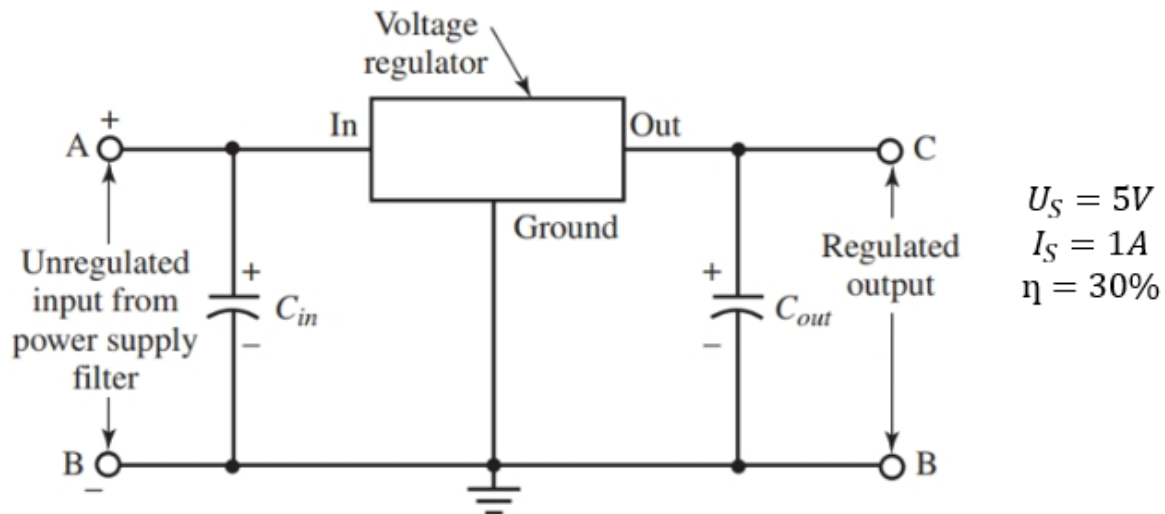 Voltage
regulator
+
A
In
Out
C
Ground
Unregulated
input from
power supply
filter
+
C_in
−
+
C_out
−
Regulated
output
B
−
B
U_S = 5V
I_S = 1A
η = 30%